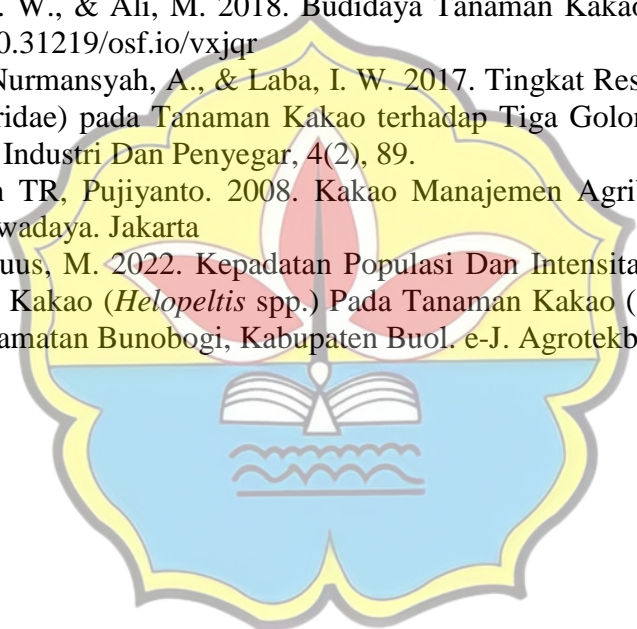 W., & Ali, M. 2018. Budidaya Tanaman Kakao
0.31219/osf.io/vxjqr
Nurmansyah, A., & Laba, I. W. 2017. Tingkat Res
ridae) pada Tanaman Kakao terhadap Tiga Golon
Industri Dan Penyegar, 4(2), 89.
TR, Pujiyanto. 2008. Kakao Manajemen Agrib
wadaya. Jakarta
uus, M. 2022. Kepadatan Populasi Dan Intensita
Kakao (Helopeltis spp.) Pada Tanaman Kakao (
amatan Bunobogi, Kabupaten Buol. e-J. Agrotekb